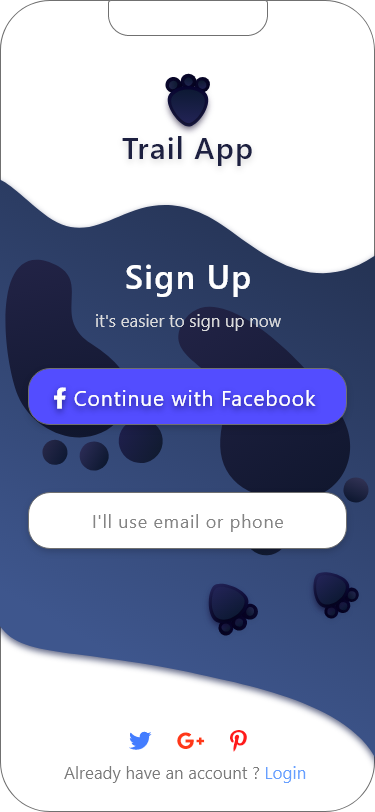 Trail App
Sign Up
it's easier to sign up now
Continue with Facebook
I'll use email or phone
Already have an account ? Login